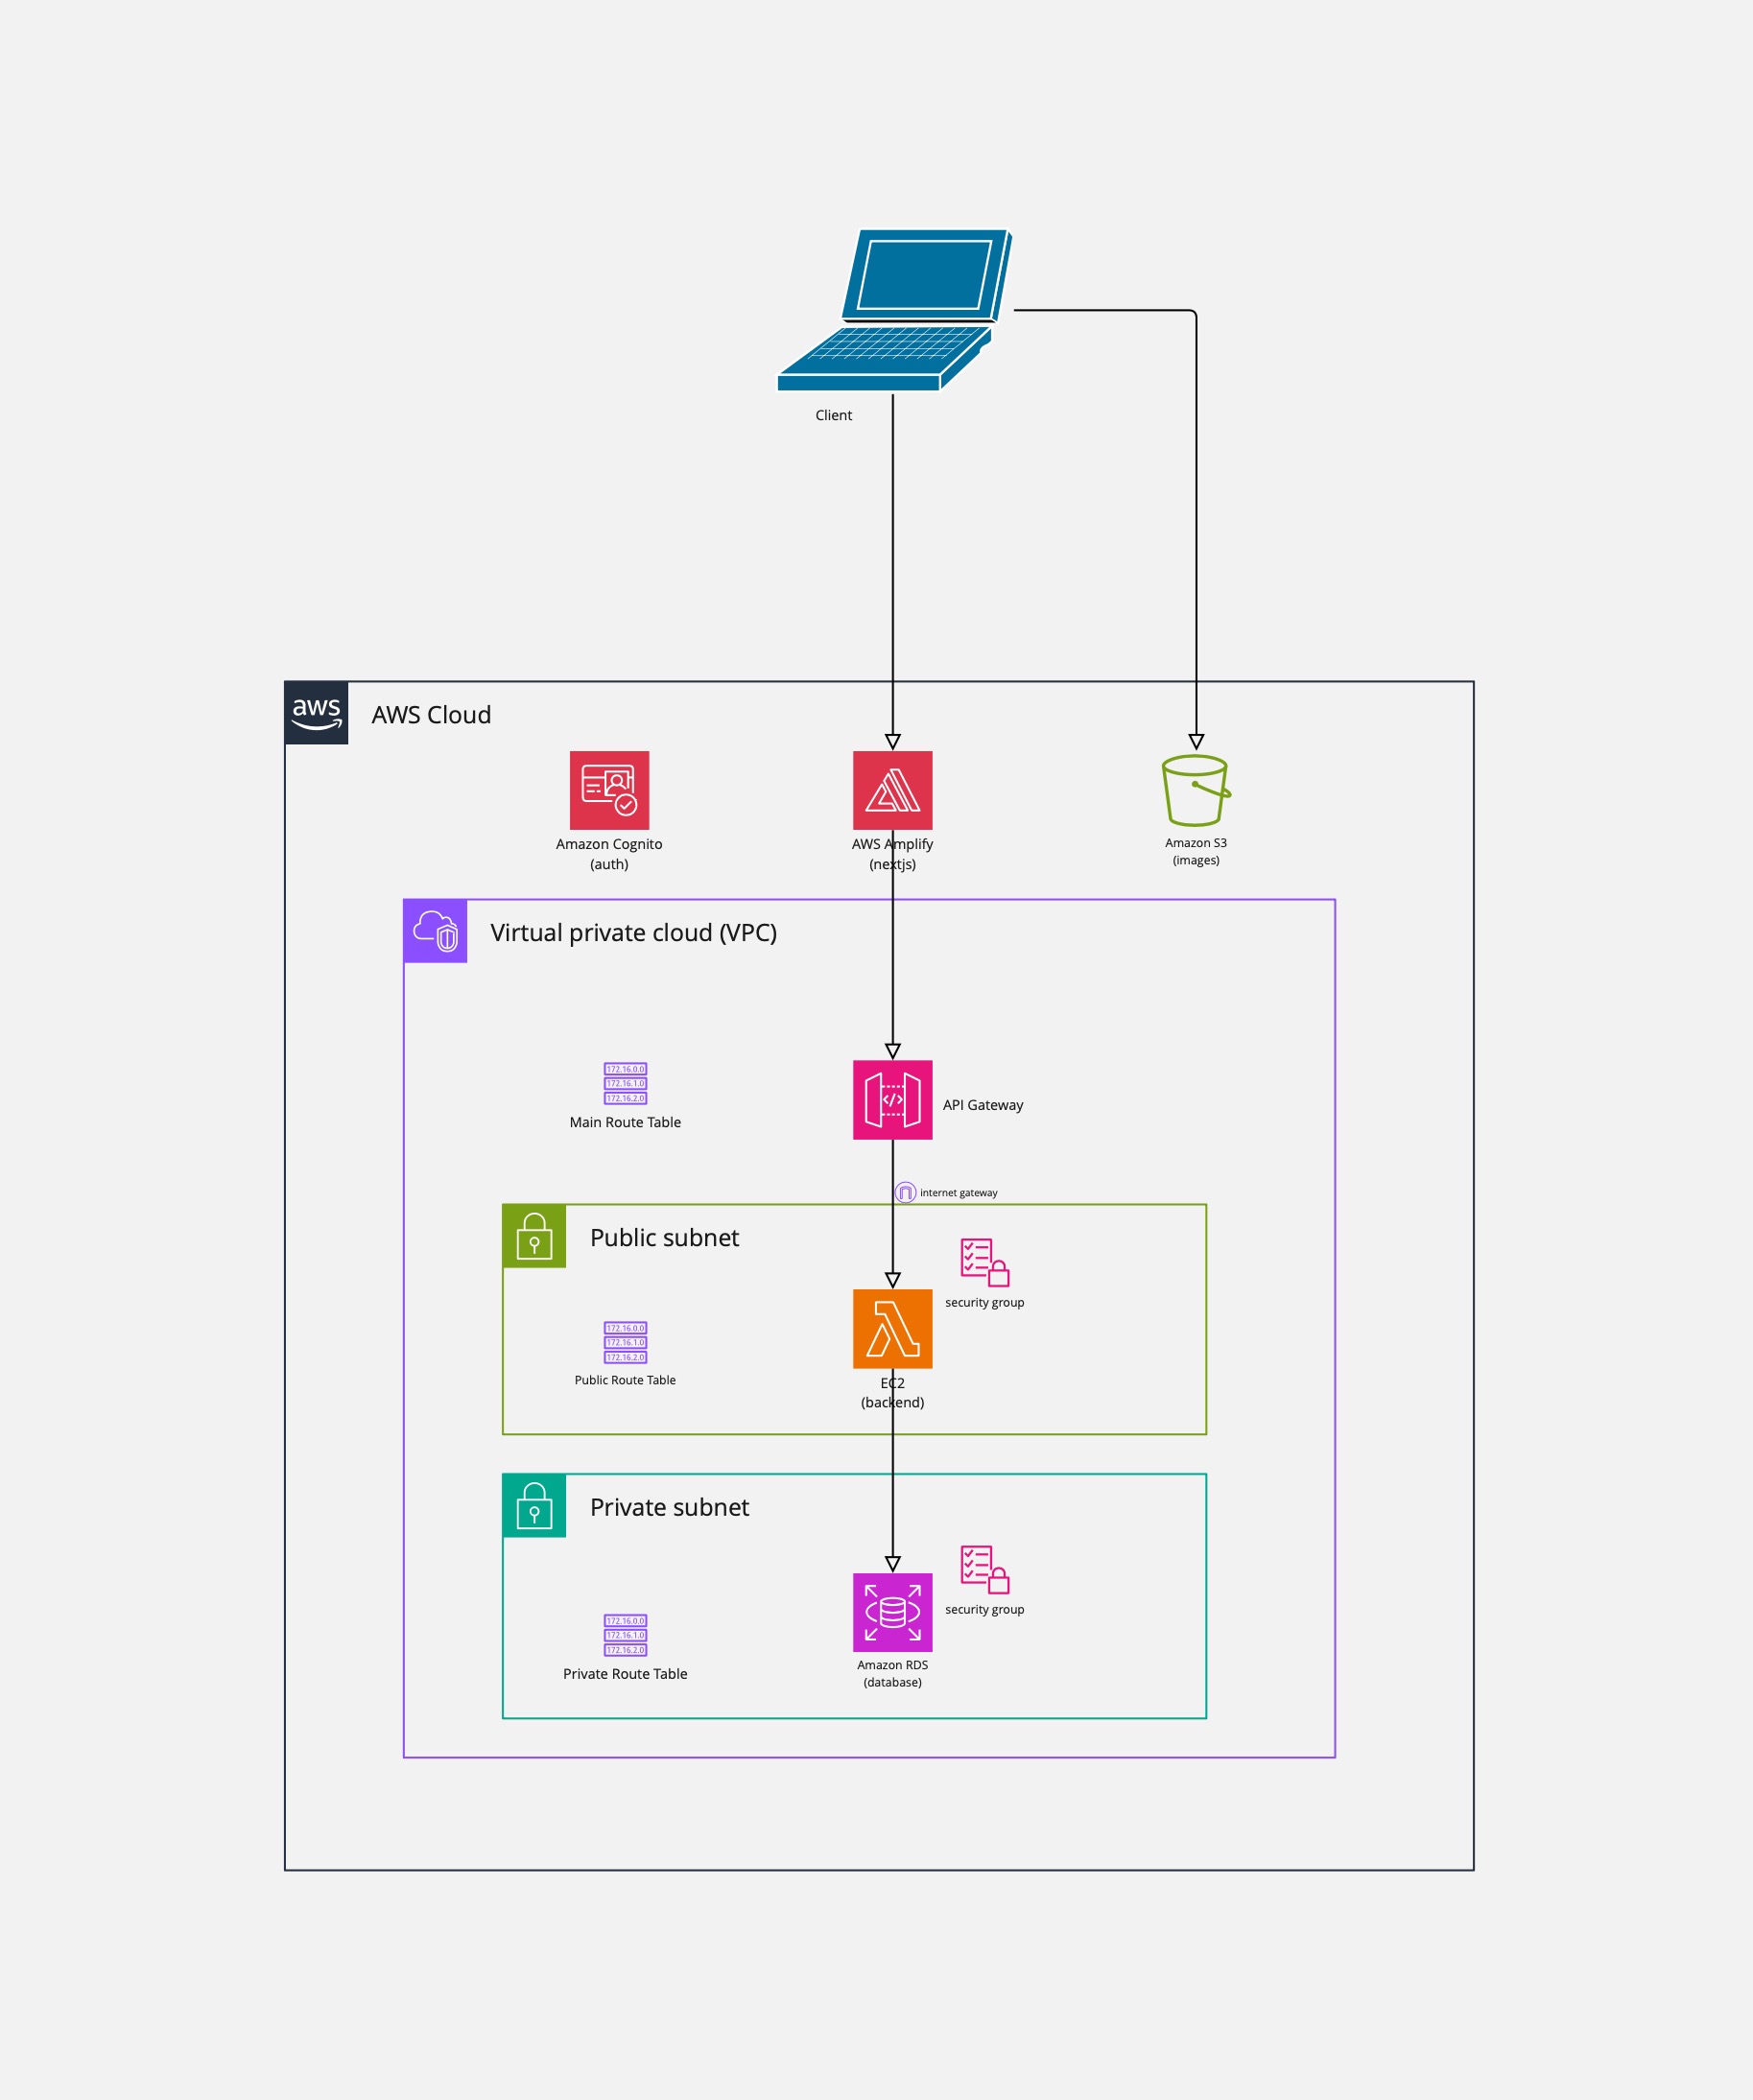 Client
aws
AWS Cloud
Amazon Cognito
(auth)
AWS Amplify
(nextjs)
Amazon S3
(images)
Virtual private cloud (VPC)
172.16.0.0
172.16.1.0
172.16.2.0
Main Route Table
API Gateway
internet gateway
Public subnet
security group
172.16.0.0
172.16.1.0
172.16.2.0
Public Route Table
EC2
(backend)
Private subnet
security group
172.16.0.0
172.16.1.0
172.16.2.0
Private Route Table
Amazon RDS
(database)